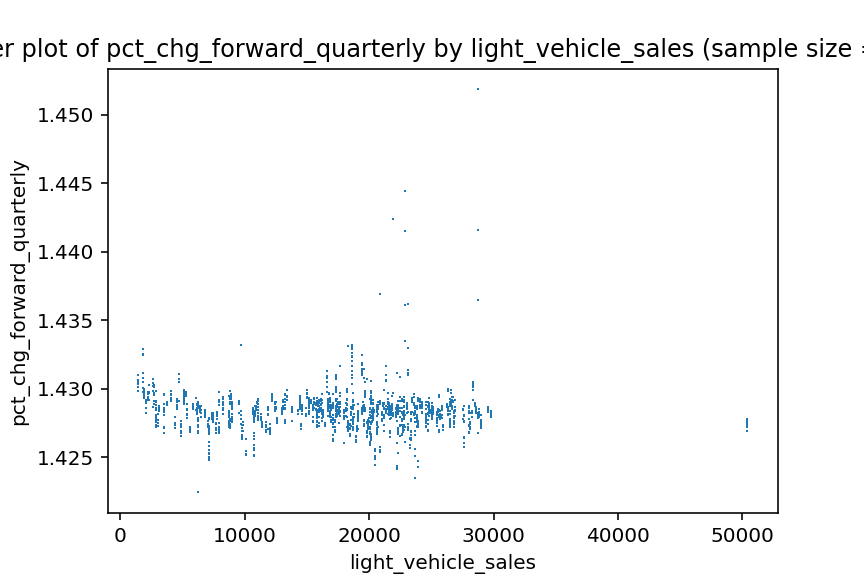 plot of pct_chg_forward_quarterly by light_vehicle_sales (sample size =
1.450
1.445
1.440
1.435
1.430
1.425
pct_chg_forward_quarterly
0 10000 20000 30000 40000 50000
light_vehicle_sales